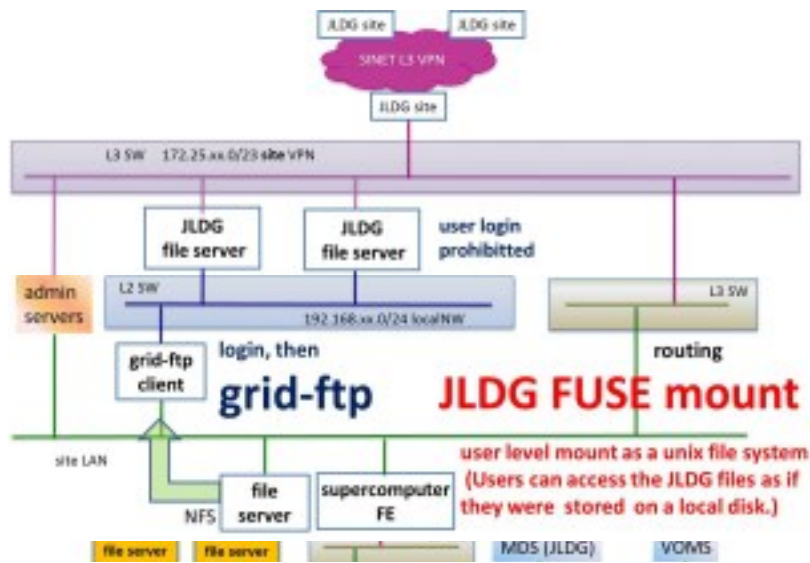 JLDG site
JLDG site
SINET L3 VPN
JLDG site
L3 SW 172.25.xx.0/23 site VPN
JLDG
file server
JLDG
file server
user login
prohibitted
admin
servers
L2 SW
192.168.xx.0/24 localNW
L3 SW
grid-ftp
client
login, then
grid-ftp
routing
JLDG FUSE mount
site LAN
user level mount as a unix file system
(Users can access the JLDG files as if
they were stored on a local disk.)
NFS
file
server
supercomputer
FE
file server
file server
MDS (JLDG)
VOMS